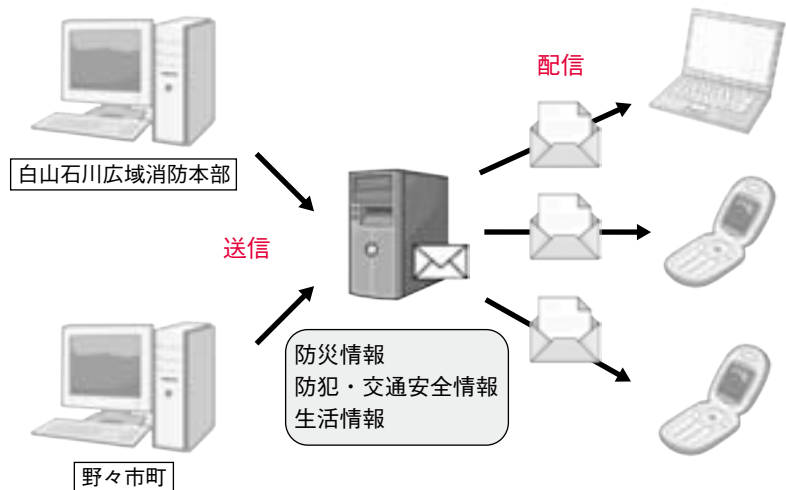 配信
白山石川広域消防本部
送信
防災情報
防犯・交通安全情報
生活情報
野々市町